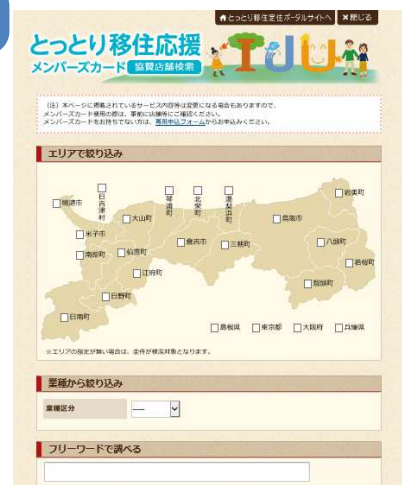 とっとり移住定住ポータルサイトへ ×閉じる
とっとり移住応援
メンバーズカード 協賛店舗検索
IJU
(注) 本ページに掲載されているサービス内容等は変更になる場合もありますので、
メンバーズカード使用の際は、事前に店舗等にご確認ください。
メンバーズカードをお持ちでない方は、専用申込フォームからお申込みください。
エリアで絞り込み
境港市 日吉津村 大山町 琴浦町 北栄町 湯梨浜町 鳥取市 岩美町
米子市
南部町 伯耆町 倉吉市 三朝町 八頭町
江府町 若桜町
日野町 智頭町
日南町
島根県 東京都 大阪府 兵庫県
※エリアの指定が無い場合は、全件が検索対象となります。
業種から絞り込み
業種区分 ----
フリーワードで調べる